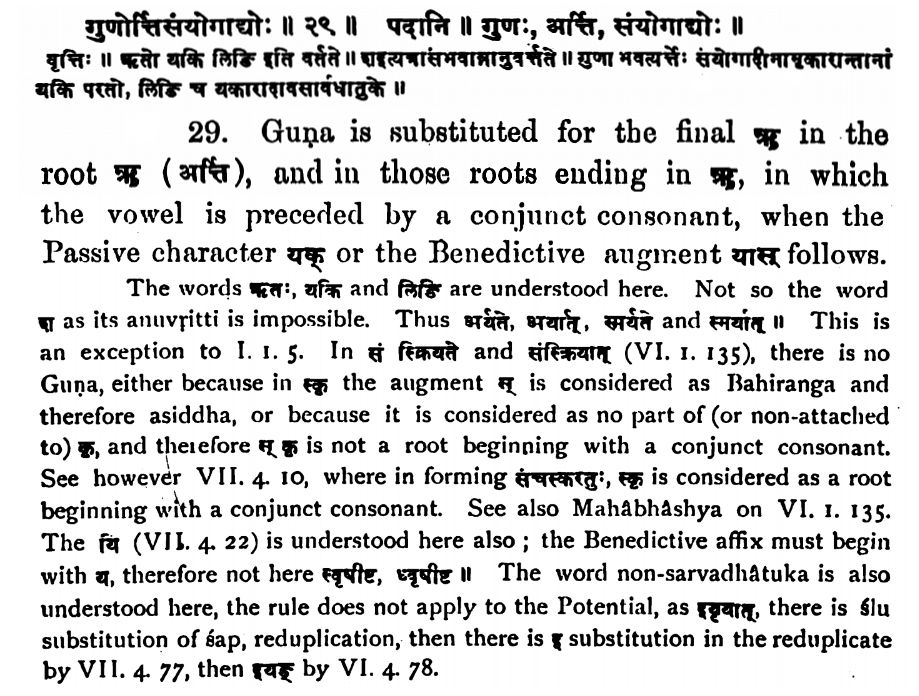 गुणोर्त्तिसंयोगाद्योः ॥ २९ ॥ पदानि ॥ गुणः, अर्त्ति, संयोगाद्योः ॥
वृत्तिः ॥ ऋतो यकि लिङि इति वर्तते ॥ शइत्यत्रासंभवान्नानुवर्त्तते ॥ गुणा भवत्यर्त्तेः संयोगादीनामृकारान्तानां
यकि परतो, लिङि च यकारादावसार्वधातुके ॥
29. Guṇa is substituted for the final ऋ in the
root ऋ (अर्त्ति), and in those roots ending in ऋ, in which
the vowel is preceded by a conjunct consonant, when the
Passive character यक् or the Benedictive augment यास् follows.
The words ऋतः, यकि and लिङि are understood here. Not so the word
श as its anuvṛitti is impossible. Thus अर्यते, अर्यात्, स्मर्यते and स्मर्यात् ॥ This is
an exception to I. 1. 5. In सं स्क्रियते and संस्क्रियात् (VI. 1. 135), there is no
Guṇa, either because in स्कृ the augment स् is considered as Bahiranga and
therefore asiddha, or because it is considered as no part of (or non-attached
to) कृ, and therefore स् कृ is not a root beginning with a conjunct consonant.
See however VII. 4. 10, where in forming संचस्करतुः, स्कृ is considered as a root
beginning with a conjunct consonant. See also Mahâbhâshya on VI. 1. 135.
The यि (VII. 4. 22) is understood here also ; the Benedictive affix must begin
with य, therefore not here स्वृषीष्ट, ध्वृषीष्ट ॥ The word non-sarvadhâtuka is also
understood here, the rule does not apply to the Potential, as इयृयात्, there is ślu
substitution of śap, reduplication, then there is इ substitution in the reduplicate
by VII. 4. 77, then इयङ् by VI. 4. 78.